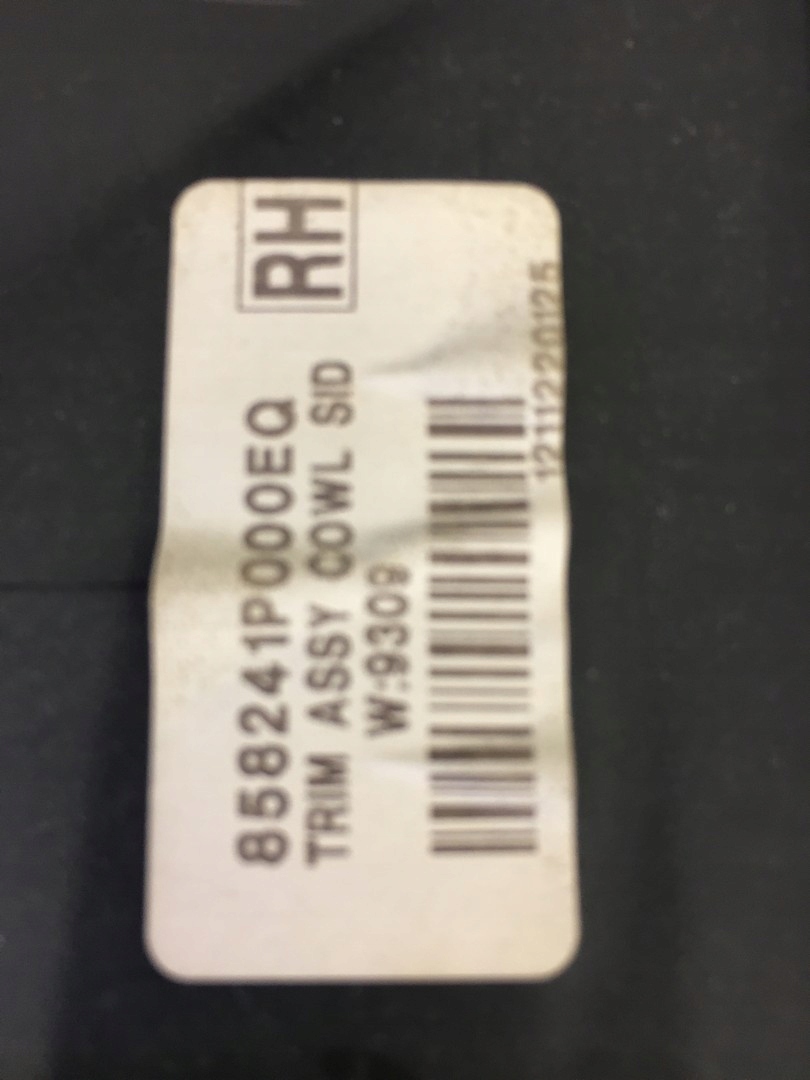 858241P000EQ RH
TRIM ASSY COWL SID
W:9309
1211220125